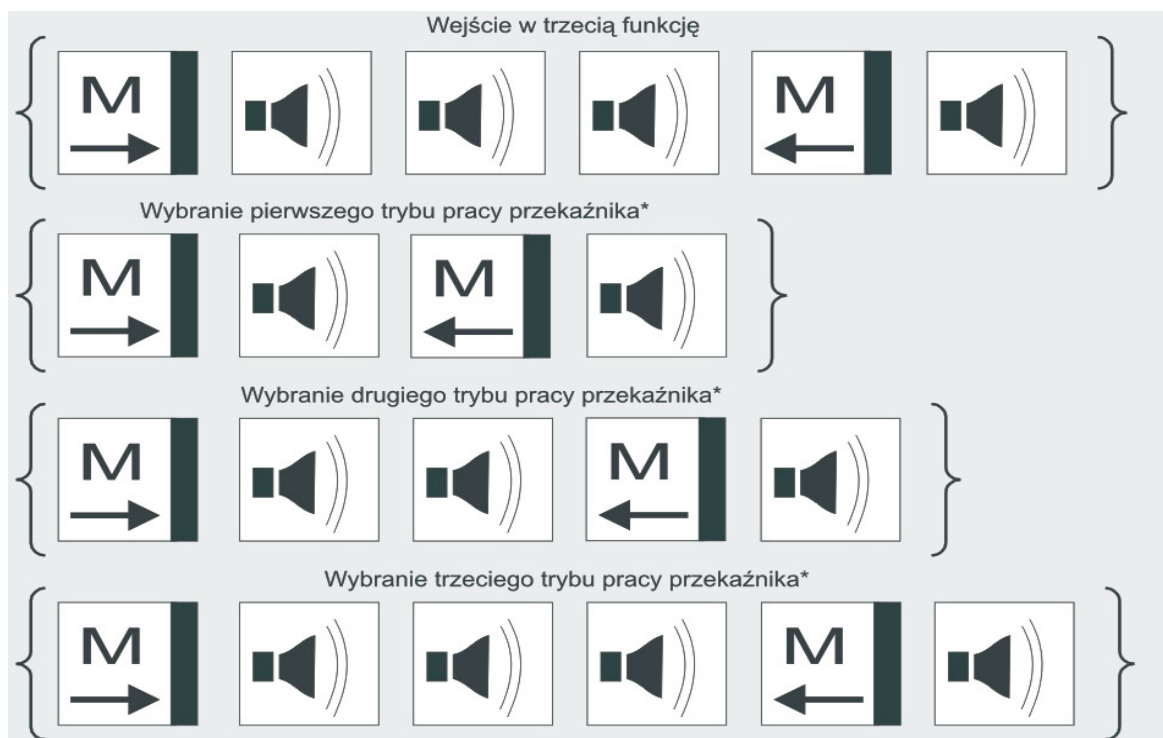 Wejście w trzecią funkcję
M M
Wybranie pierwszego trybu pracy przekaźnika*
M M
Wybranie drugiego trybu pracy przekaźnika*
M M
Wybranie trzeciego trybu pracy przekaźnika*
M M